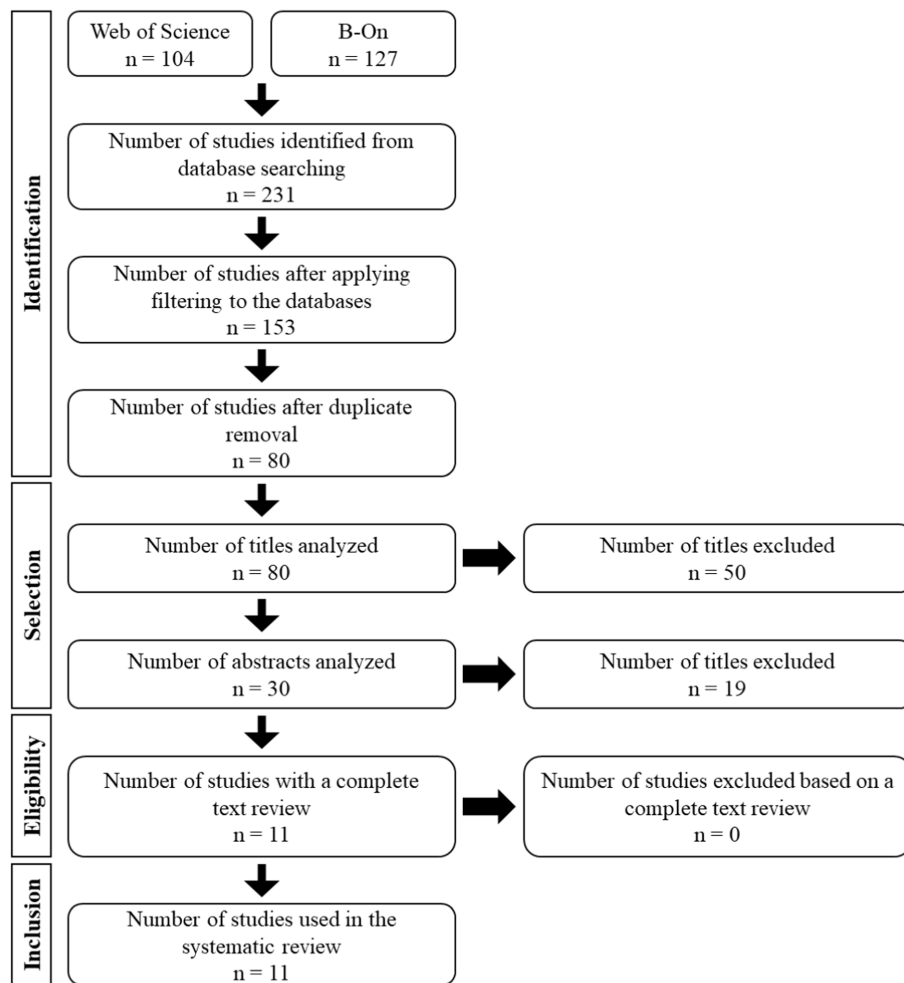 Identification
Web of Science
n = 104
B-On
n = 127
Number of studies identified from
database searching
n = 231
Number of studies after applying
filtering to the databases
n = 153
Number of studies after duplicate
removal
n = 80
Selection
Number of titles analyzed
n = 80
Number of titles excluded
n = 50
Number of abstracts analyzed
n = 30
Number of titles excluded
n = 19
Eligibility
Number of studies with a complete
text review
n = 11
Number of studies excluded based on a
complete text review
n = 0
Inclusion
Number of studies used in the
systematic review
n = 11